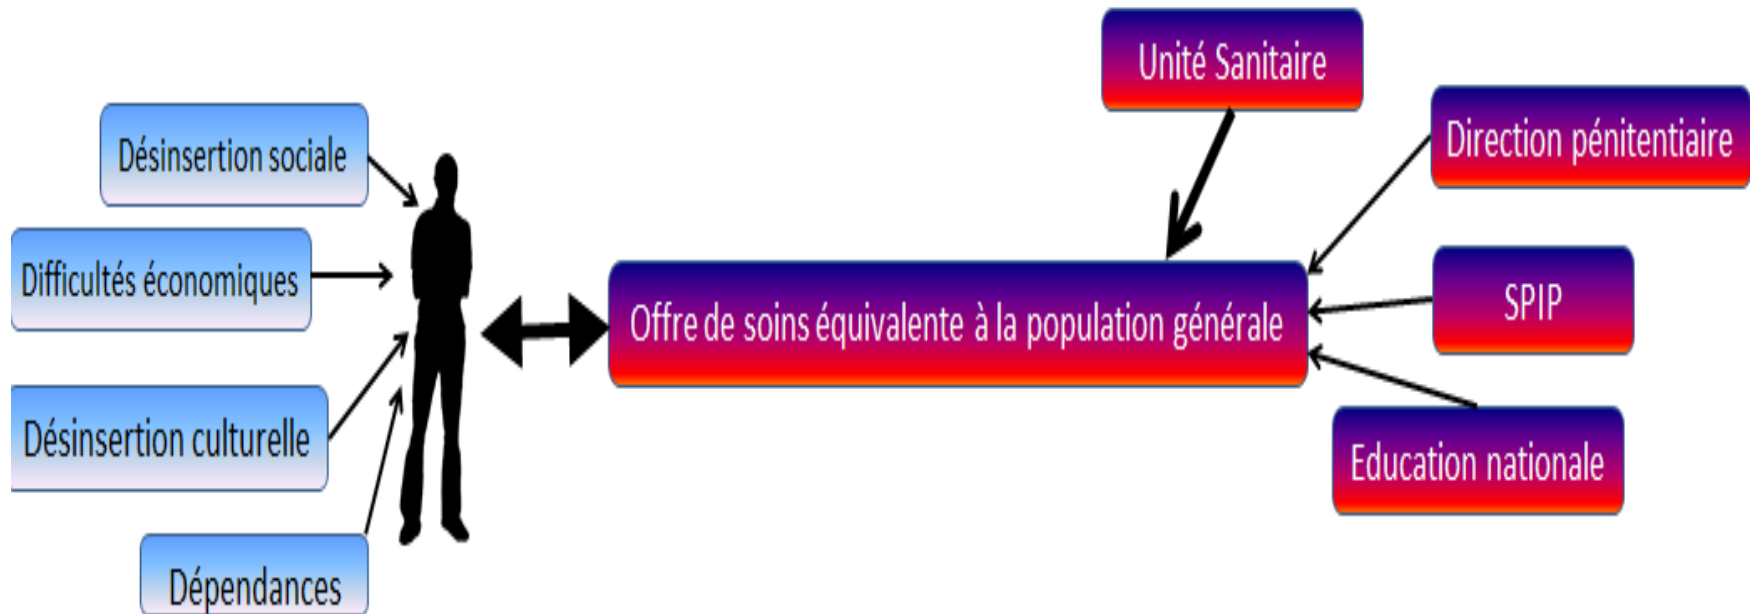 Unité Sanitaire
Désinsertion sociale
Direction pénitentiaire
Difficultés économiques
Offre de soins équivalente à la population générale
SPIP
Désinsertion culturelle
Education nationale
Dépendances